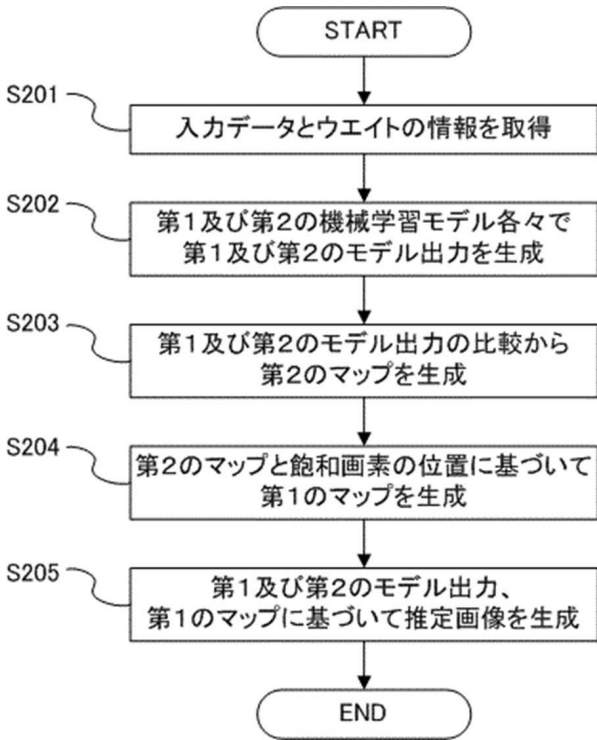 START
S201
入力データとウエイトの情報を取得
S202
第1及び第2の機械学習モデル各々で
第1及び第2のモデル出力を生成
S203
第1及び第2のモデル出力の比較から
第2のマップを生成
S204
第2のマップと飽和画素の位置に基づいて
第1のマップを生成
S205
第1及び第2のモデル出力、
第1のマップに基づいて推定画像を生成
END